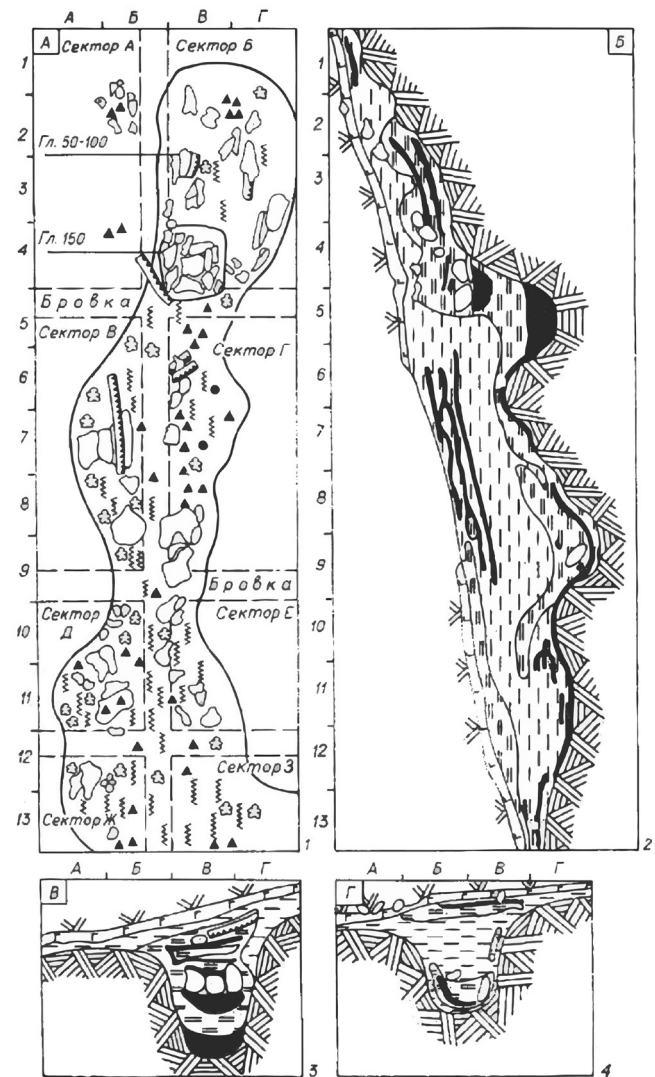 А Б В Г
А Сектор А Сектор Б
1
2
Гл. 50-100
3
4
Гл. 150
Бровка
5
Сектор В Сектор Г
6
7
8
9
Бровка
Сектор Д Сектор Е
10
11
12
Сектор З
13
Сектор Ж
1
Б
1
2
3
4
5
6
7
8
9
10
11
12
13
2
А Б В Г
В
3
А Б В Г
Г
4